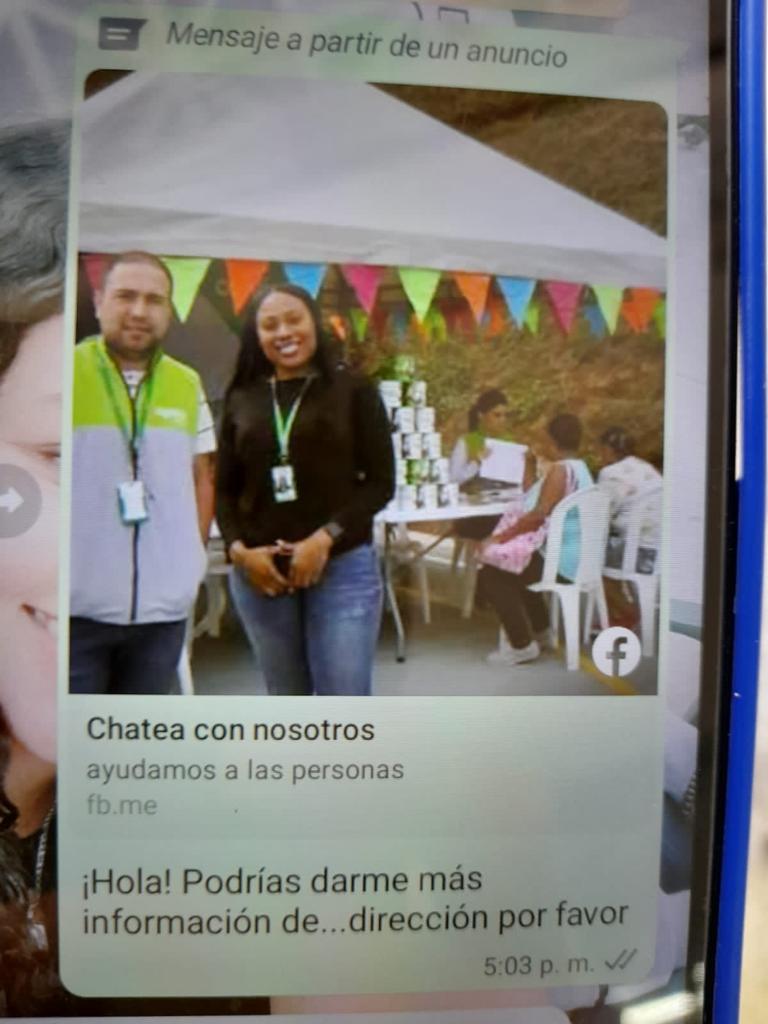 Mensaje a partir de un anuncio
Chatea con nosotros
ayudamos a las personas
fb.me
¡Hola! Podrías darme más
información de...dirección por favor
5:03 p. m.